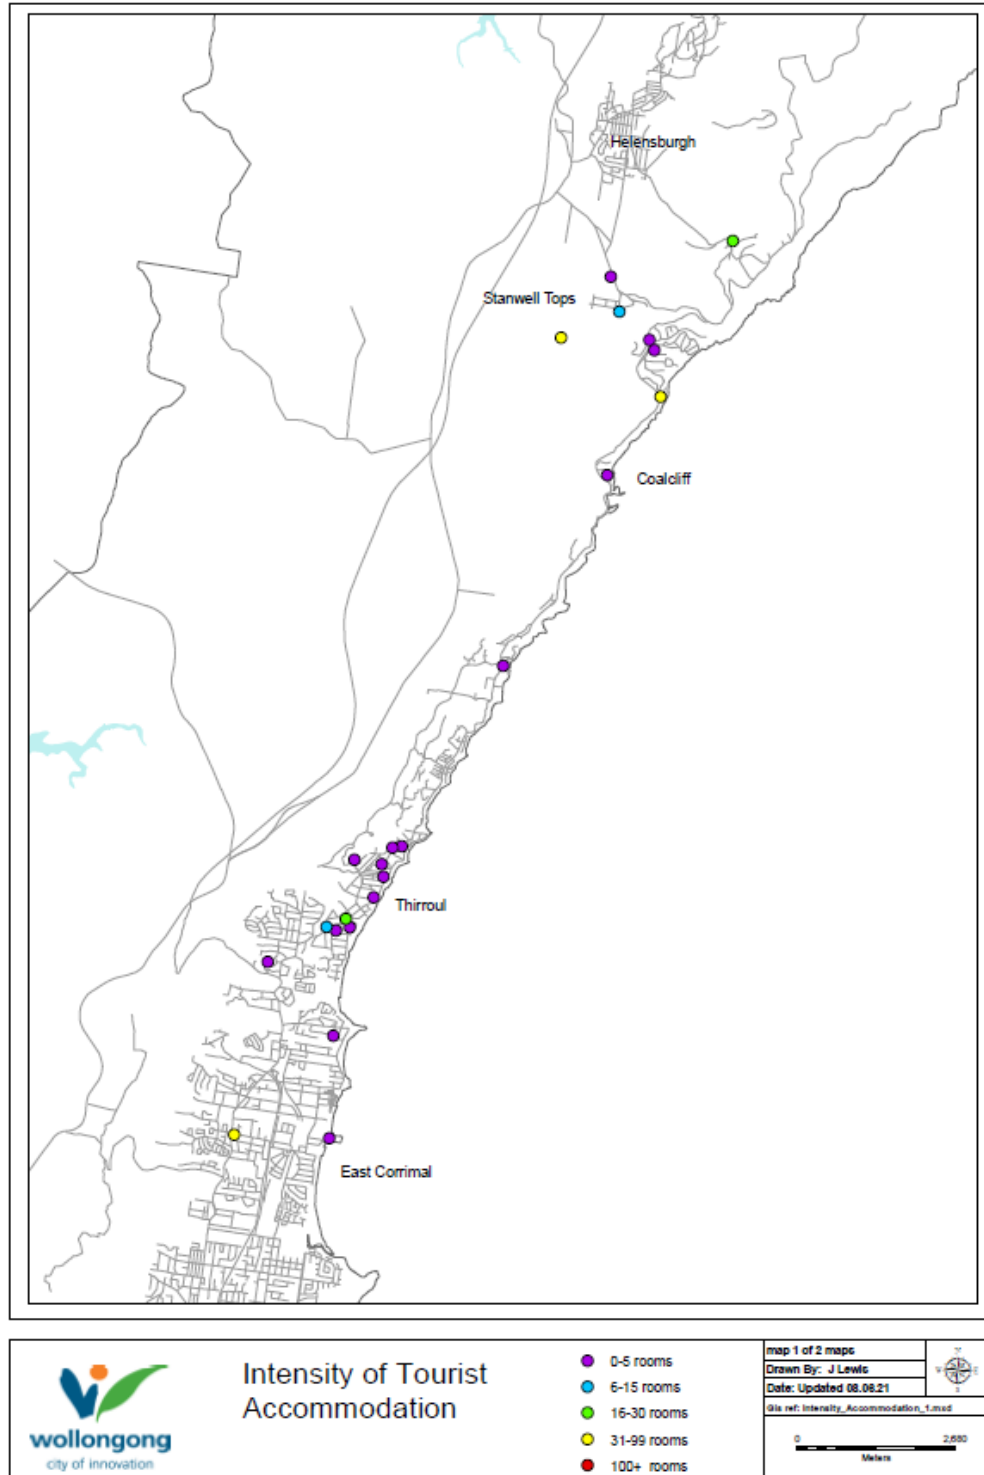 Helensburgh
Stanwell Tops
Coalcliff
Thirroul
East Corrimal
wollongong
city of innovation
Intensity of Tourist
Accommodation
0-5 rooms
6-15 rooms
16-30 rooms
31-99 rooms
100+ rooms
map 1 of 2 maps
Drawn By: J Lewis
Date: Updated 08.06.21
Gis ref: Intensity_Accommodation_1.mxd
0
Meters